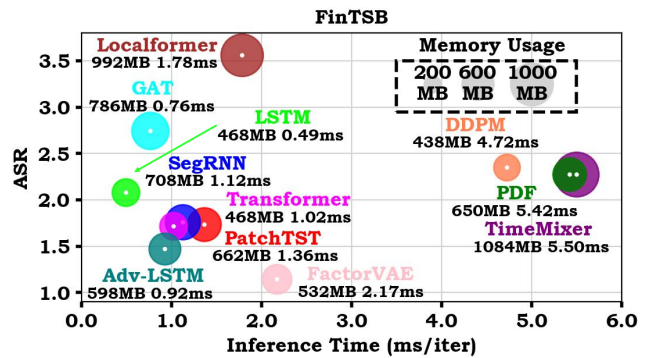 FinTSB
Localformer
992MB 1.78ms
GAT
786MB 0.76ms
LSTM
468MB 0.49ms
SegRNN
708MB 1.12ms
Transformer
468MB 1.02ms
PatchTST
662MB 1.36ms
Adv-LSTM
598MB 0.92ms
FactorVAE
532MB 2.17ms
Memory Usage
200 MB
600 MB
1000 MB
DDPM
438MB 4.72ms
PDF
650MB 5.42ms
TimeMixer
1084MB 5.50ms
ASR
3.5
3.0
2.5
2.0
1.5
1.0
0.0 1.0 2.0 3.0 4.0 5.0 6.0
Inference Time (ms/iter)